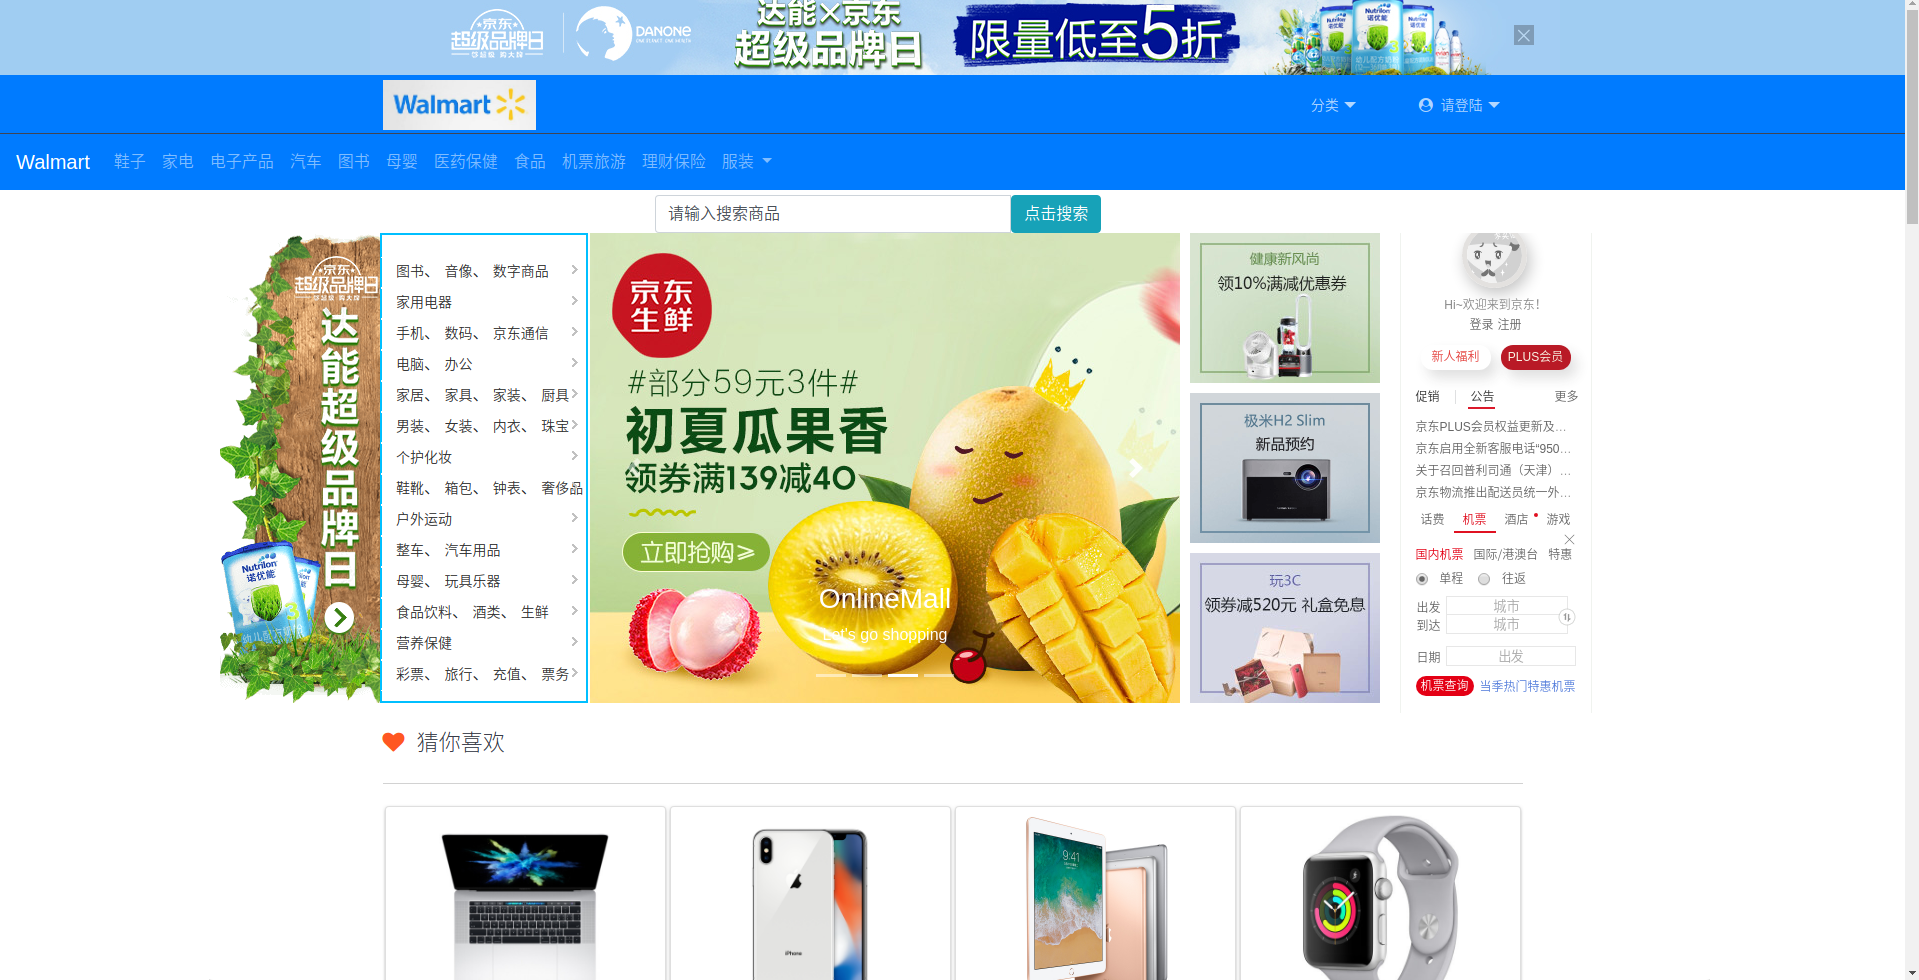 京东
超级品牌日
DANONE
ONE PLANET. ONE HEALTH
达能×京东
超级品牌日
限量低至5折
Walmart
分类
请登陆
Walmart 鞋子 家电 电子产品 汽车 图书 母婴 医药保健 食品 机票旅游 理财保险 服装
请输入搜索商品 点击搜索
京东
超级品牌日
达能超级品牌日
Nutrilon
诺优能
3
图书、 音像、 数字商品
家用电器
手机、 数码、 京东通信
电脑、 办公
家居、 家具、 家装、 厨具
男装、 女装、 内衣、 珠宝
个护化妆
鞋靴、 箱包、 钟表、 奢侈品
户外运动
整车、 汽车用品
母婴、 玩具乐器
食品饮料、 酒类、 生鲜
营养保健
彩票、 旅行、 充值、 票务
京东
生鲜
#部分59元3件#
初夏瓜果香
领券满139减40
立即抢购
OnlineMall
Let's go shopping
健康新风尚
领10%满减优惠券
极米H2 Slim
新品预约
玩3C
领券减520元 礼盒免息
Hi~欢迎来到京东!
登录 注册
新人福利 PLUS会员
促销 公告 更多
京东PLUS会员权益更新及...
京东启用全新客服电话"950...
关于召回普利司通（天津）...
京东物流推出配送员统一外...
话费 机票 酒店 游戏
国内机票 国际/港澳台 特惠
单程 往返
出发 城市
到达 城市
日期 出发
机票查询 当季热门特惠机票
猜你喜欢
9:41
iPhone